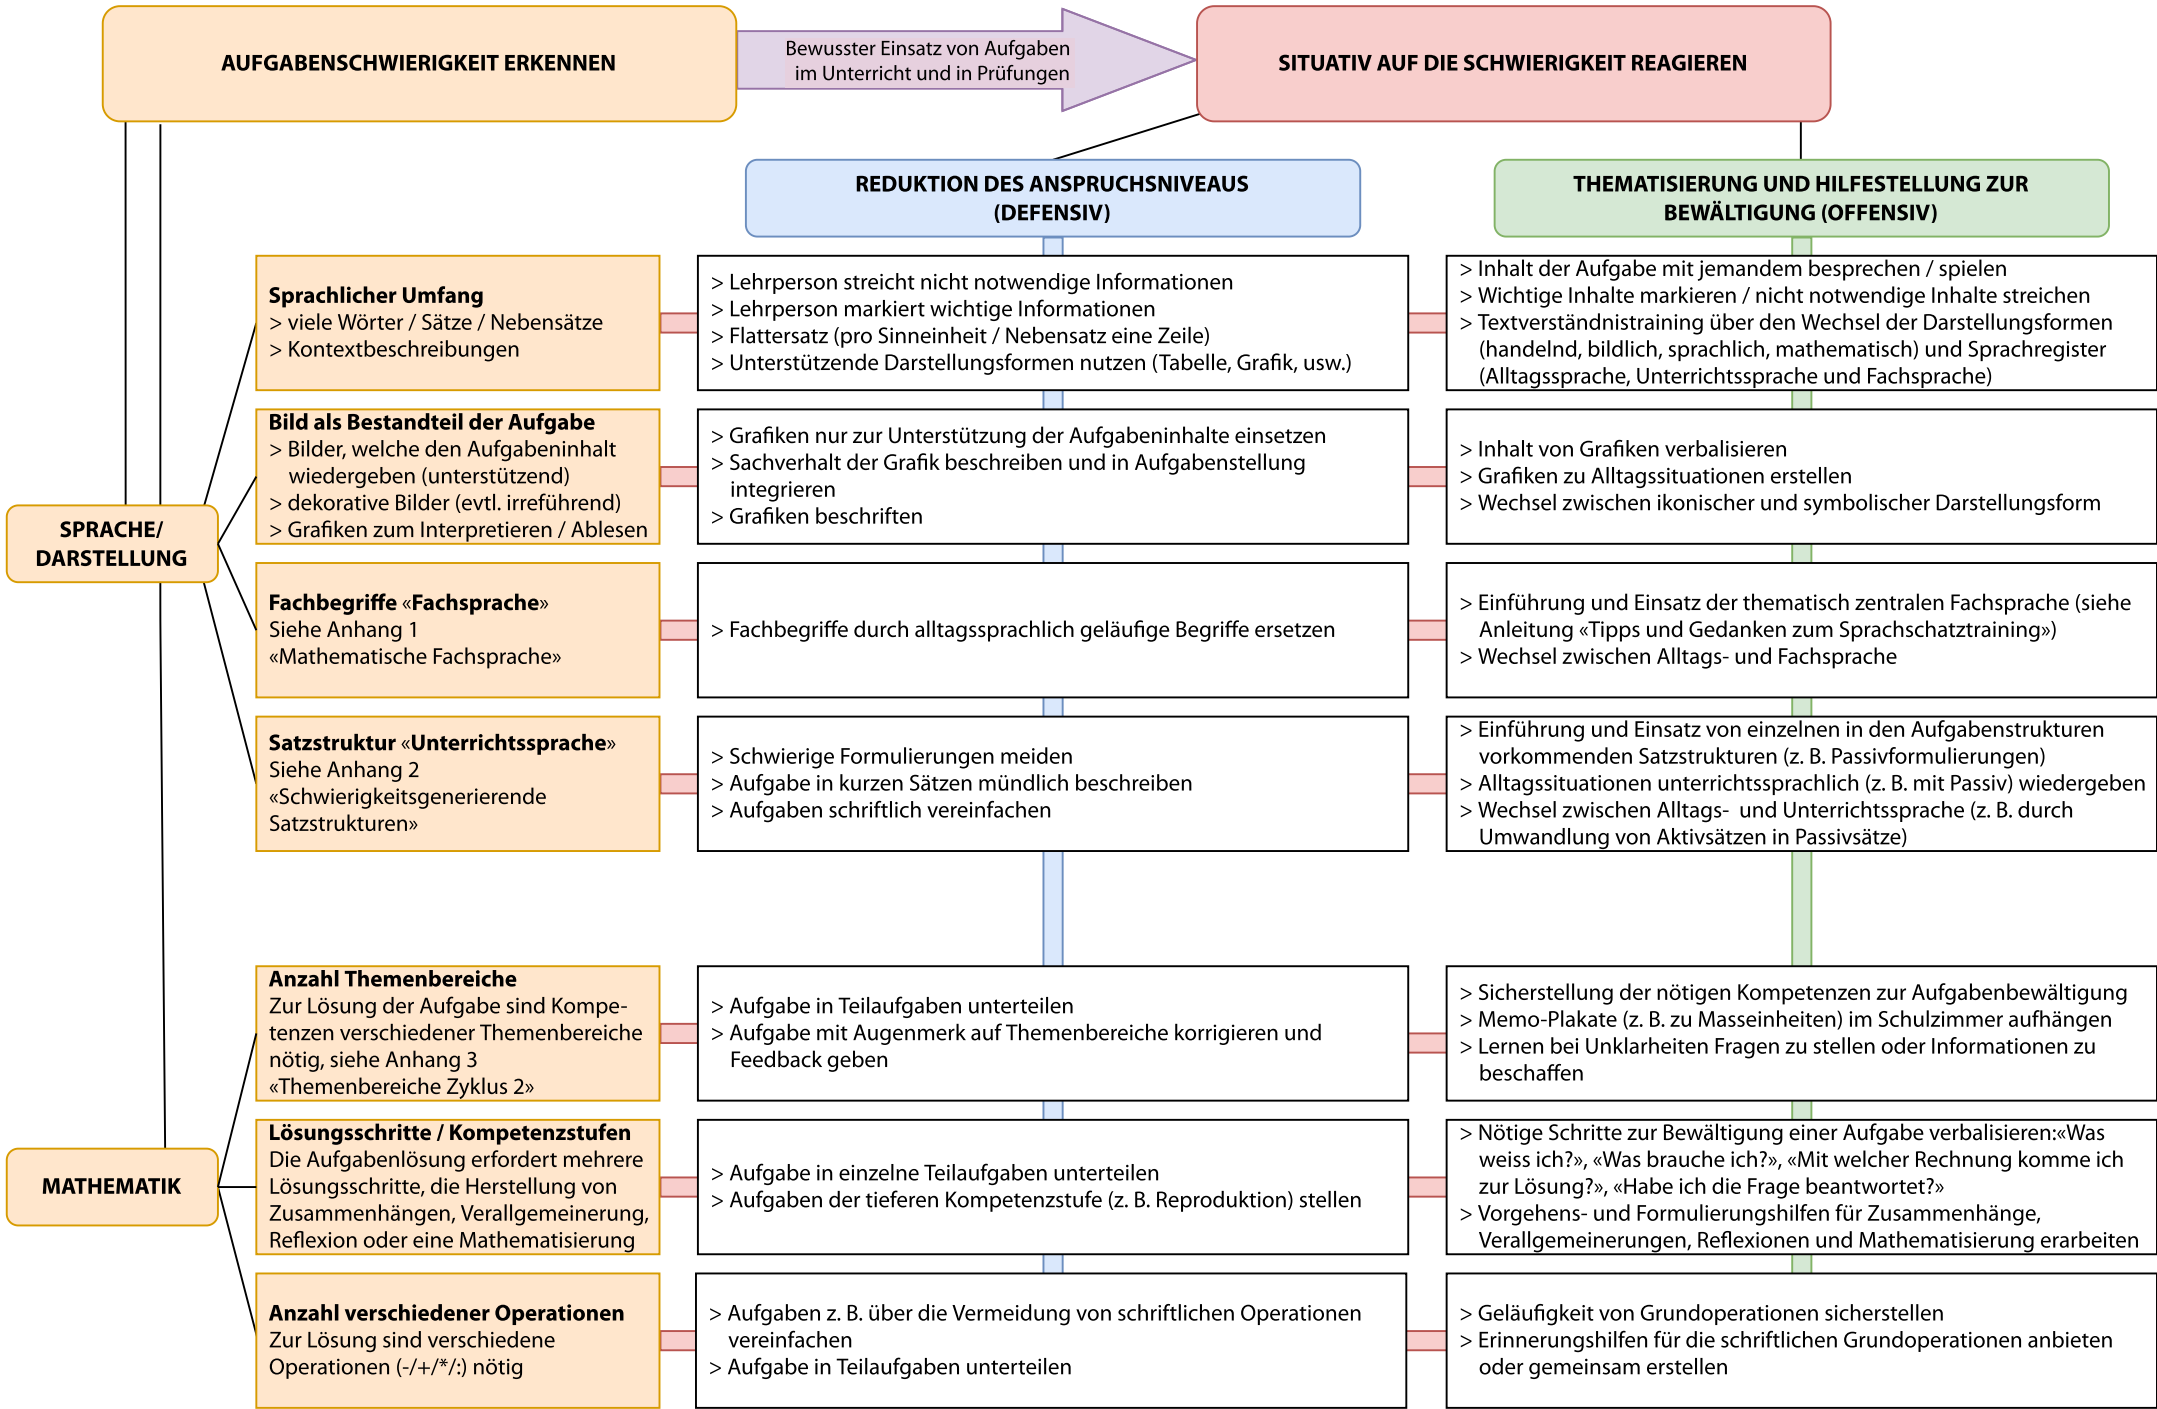 AUFGABENSCHWIERIGKEIT ERKENNEN
Bewusster Einsatz von Aufgaben
im Unterricht und in Prüfungen
SITUATIV AUF DIE SCHWIERIGKEIT REAGIEREN
REDUKTION DES ANSPRUCHSNIVEAUS
(DEFENSIV)
THEMATISIERUNG UND HILFESTELLUNG ZUR
BEWÄLTIGUNG (OFFENSIV)
SPRACHE/
DARSTELLUNG
Sprachlicher Umfang
> viele Wörter / Sätze / Nebensätze
> Kontextbeschreibungen
> Lehrperson streicht nicht notwendige Informationen
> Lehrperson markiert wichtige Informationen
> Flattersatz (pro Sinneinheit / Nebensatz eine Zeile)
> Unterstützende Darstellungsformen nutzen (Tabelle, Grafik, usw.)
> Inhalt der Aufgabe mit jemandem besprechen / spielen
> Wichtige Inhalte markieren / nicht notwendige Inhalte streichen
> Textverständnistraining über den Wechsel der Darstellungsformen
(handelnd, bildlich, sprachlich, mathematisch) und Sprachregister
(Alltagssprache, Unterrichtssprache und Fachsprache)
Bild als Bestandteil der Aufgabe
> Bilder, welche den Aufgabeninhalt
wiedergeben (unterstützend)
> dekorative Bilder (evtl. irreführend)
> Grafiken zum Interpretieren / Ablesen
> Grafiken nur zur Unterstützung der Aufgabeninhalte einsetzen
> Sachverhalt der Grafik beschreiben und in Aufgabenstellung
integrieren
> Grafiken beschriften
> Inhalt von Grafiken verbalisieren
> Grafiken zu Alltagssituationen erstellen
> Wechsel zwischen ikonischer und symbolischer Darstellungsform
Fachbegriffe «Fachsprache»
Siehe Anhang 1
«Mathematische Fachsprache»
> Fachbegriffe durch alltagssprachlich geläufige Begriffe ersetzen
> Einführung und Einsatz der thematisch zentralen Fachsprache (siehe
Anleitung «Tipps und Gedanken zum Sprachschatztraining»)
> Wechsel zwischen Alltags- und Fachsprache
Satzstruktur «Unterrichtssprache»
Siehe Anhang 2
«Schwierigkeitsgenerierende
Satzstrukturen»
> Schwierige Formulierungen meiden
> Aufgabe in kurzen Sätzen mündlich beschreiben
> Aufgaben schriftlich vereinfachen
> Einführung und Einsatz von einzelnen in den Aufgabenstrukturen
vorkommenden Satzstrukturen (z. B. Passivformulierungen)
> Alltagssituationen unterrichtssprachlich (z. B. mit Passiv) wiedergeben
> Wechsel zwischen Alltags- und Unterrichtssprache (z. B. durch
Umwandlung von Aktivsätzen in Passivsätze)
MATHEMATIK
Anzahl Themenbereiche
Zur Lösung der Aufgabe sind Kompe-
tenzen verschiedener Themenbereiche
nötig, siehe Anhang 3
«Themenbereiche Zyklus 2»
> Aufgabe in Teilaufgaben unterteilen
> Aufgabe mit Augenmerk auf Themenbereiche korrigieren und
Feedback geben
> Sicherstellung der nötigen Kompetenzen zur Aufgabenbewältigung
> Memo-Plakate (z. B. zu Masseinheiten) im Schulzimmer aufhängen
> Lernen bei Unklarheiten Fragen zu stellen oder Informationen zu
beschaffen
Lösungsschritte / Kompetenzstufen
Die Aufgabenlösung erfordert mehrere
Lösungsschritte, die Herstellung von
Zusammenhängen, Verallgemeinerung,
Reflexion oder eine Mathematisierung
> Aufgabe in einzelne Teilaufgaben unterteilen
> Aufgaben der tieferen Kompetenzstufe (z. B. Reproduktion) stellen
> Nötige Schritte zur Bewältigung einer Aufgabe verbalisieren:«Was
weiss ich?», «Was brauche ich?», «Mit welcher Rechnung komme ich
zur Lösung?», «Habe ich die Frage beantwortet?»
> Vorgehens- und Formulierungshilfen für Zusammenhänge,
Verallgemeinerungen, Reflexionen und Mathematisierung erarbeiten
Anzahl verschiedener Operationen
Zur Lösung sind verschiedene
Operationen (-/+/*/:) nötig
> Aufgaben z. B. über die Vermeidung von schriftlichen Operationen
vereinfachen
> Aufgabe in Teilaufgaben unterteilen
> Geläufigkeit von Grundoperationen sicherstellen
> Erinnerungshilfen für die schriftlichen Grundoperationen anbieten
oder gemeinsam erstellen